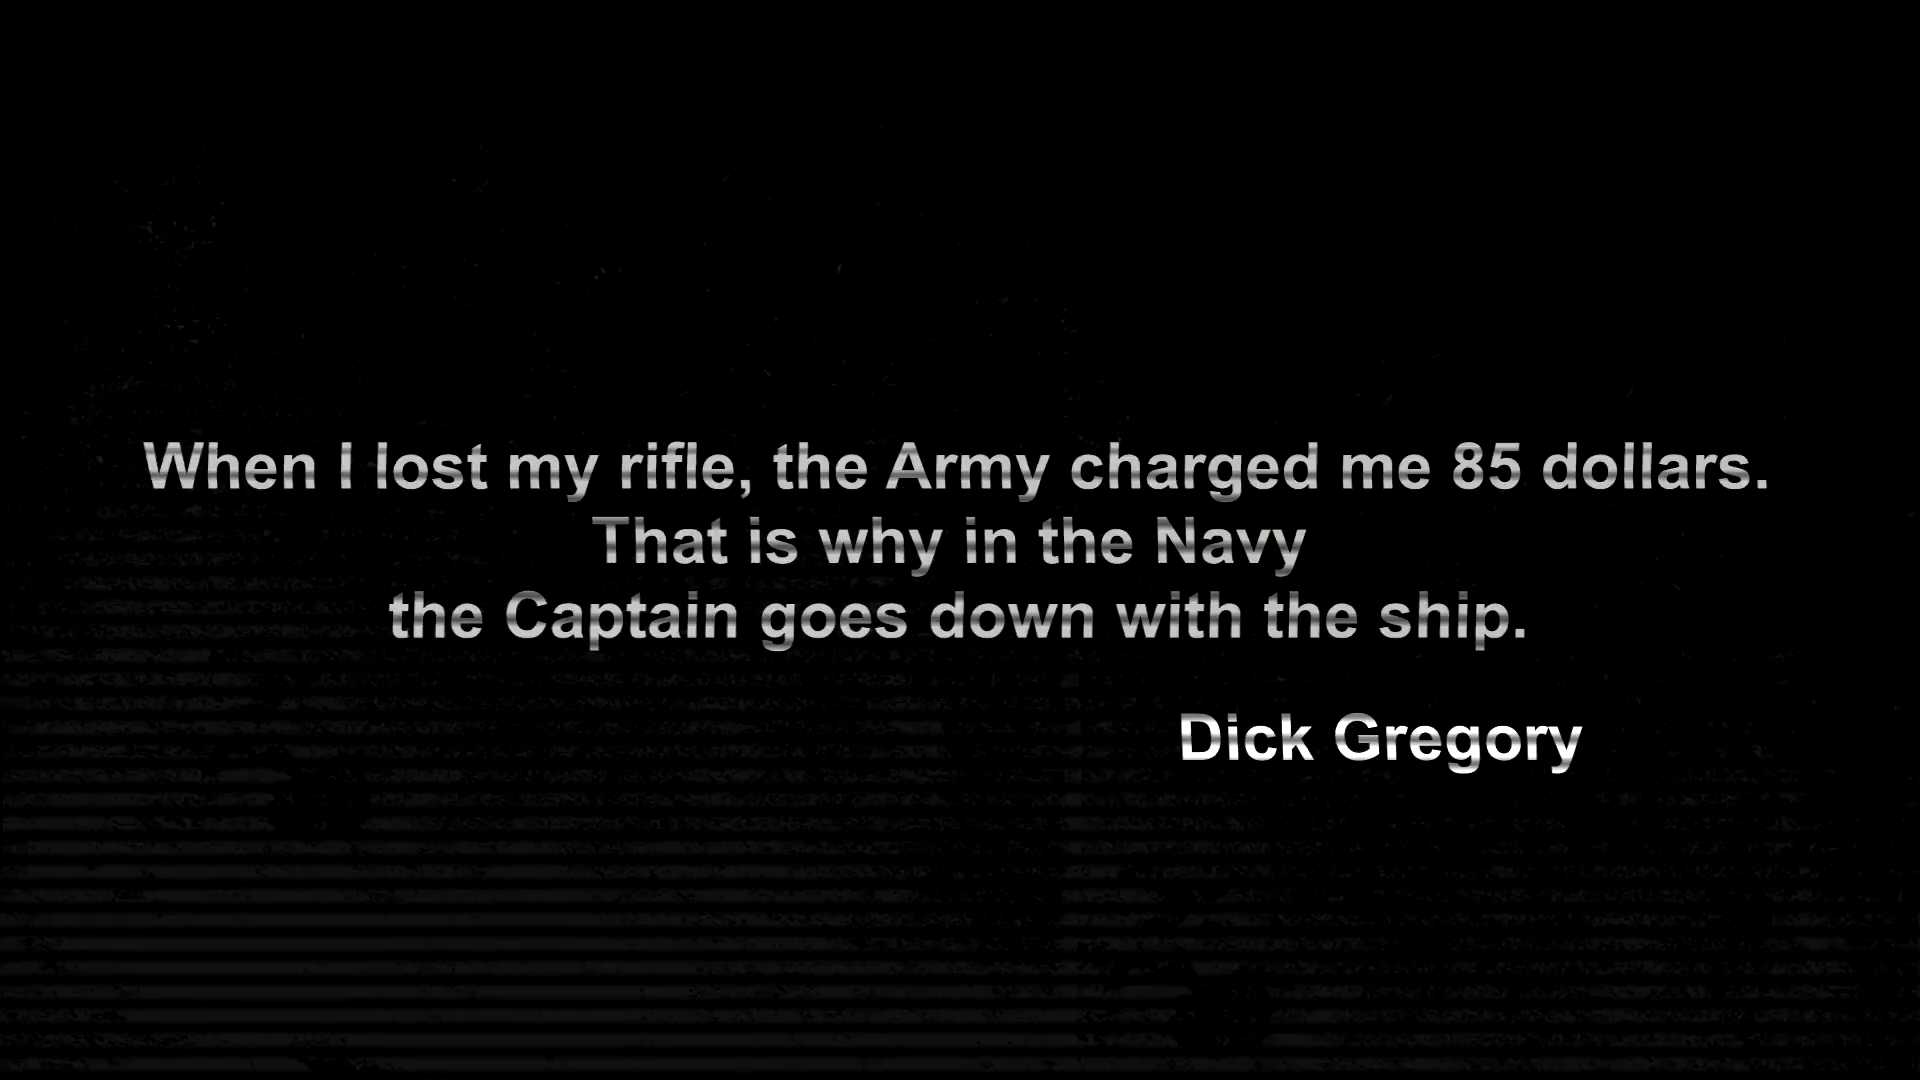 When I lost my rifle, the Army charged me 85 dollars.
That is why in the Navy
the Captain goes down with the ship.
Dick Gregory